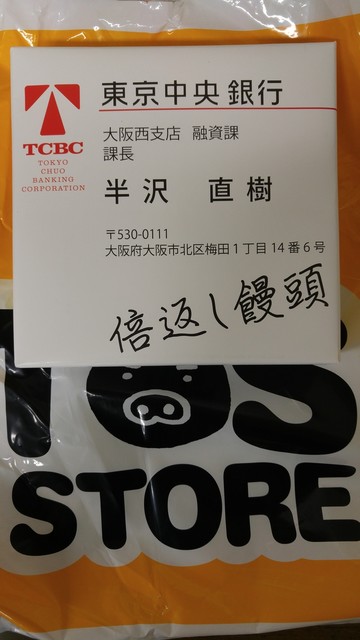 東京中央銀行
TCBC
TOKYO
CHUO
BANKING
CORPORATION
大阪西支店 融資課
課長
半沢 直樹
〒530-0111
大阪府大阪市北区梅田1丁目14番6号
倍返し饅頭
STORE